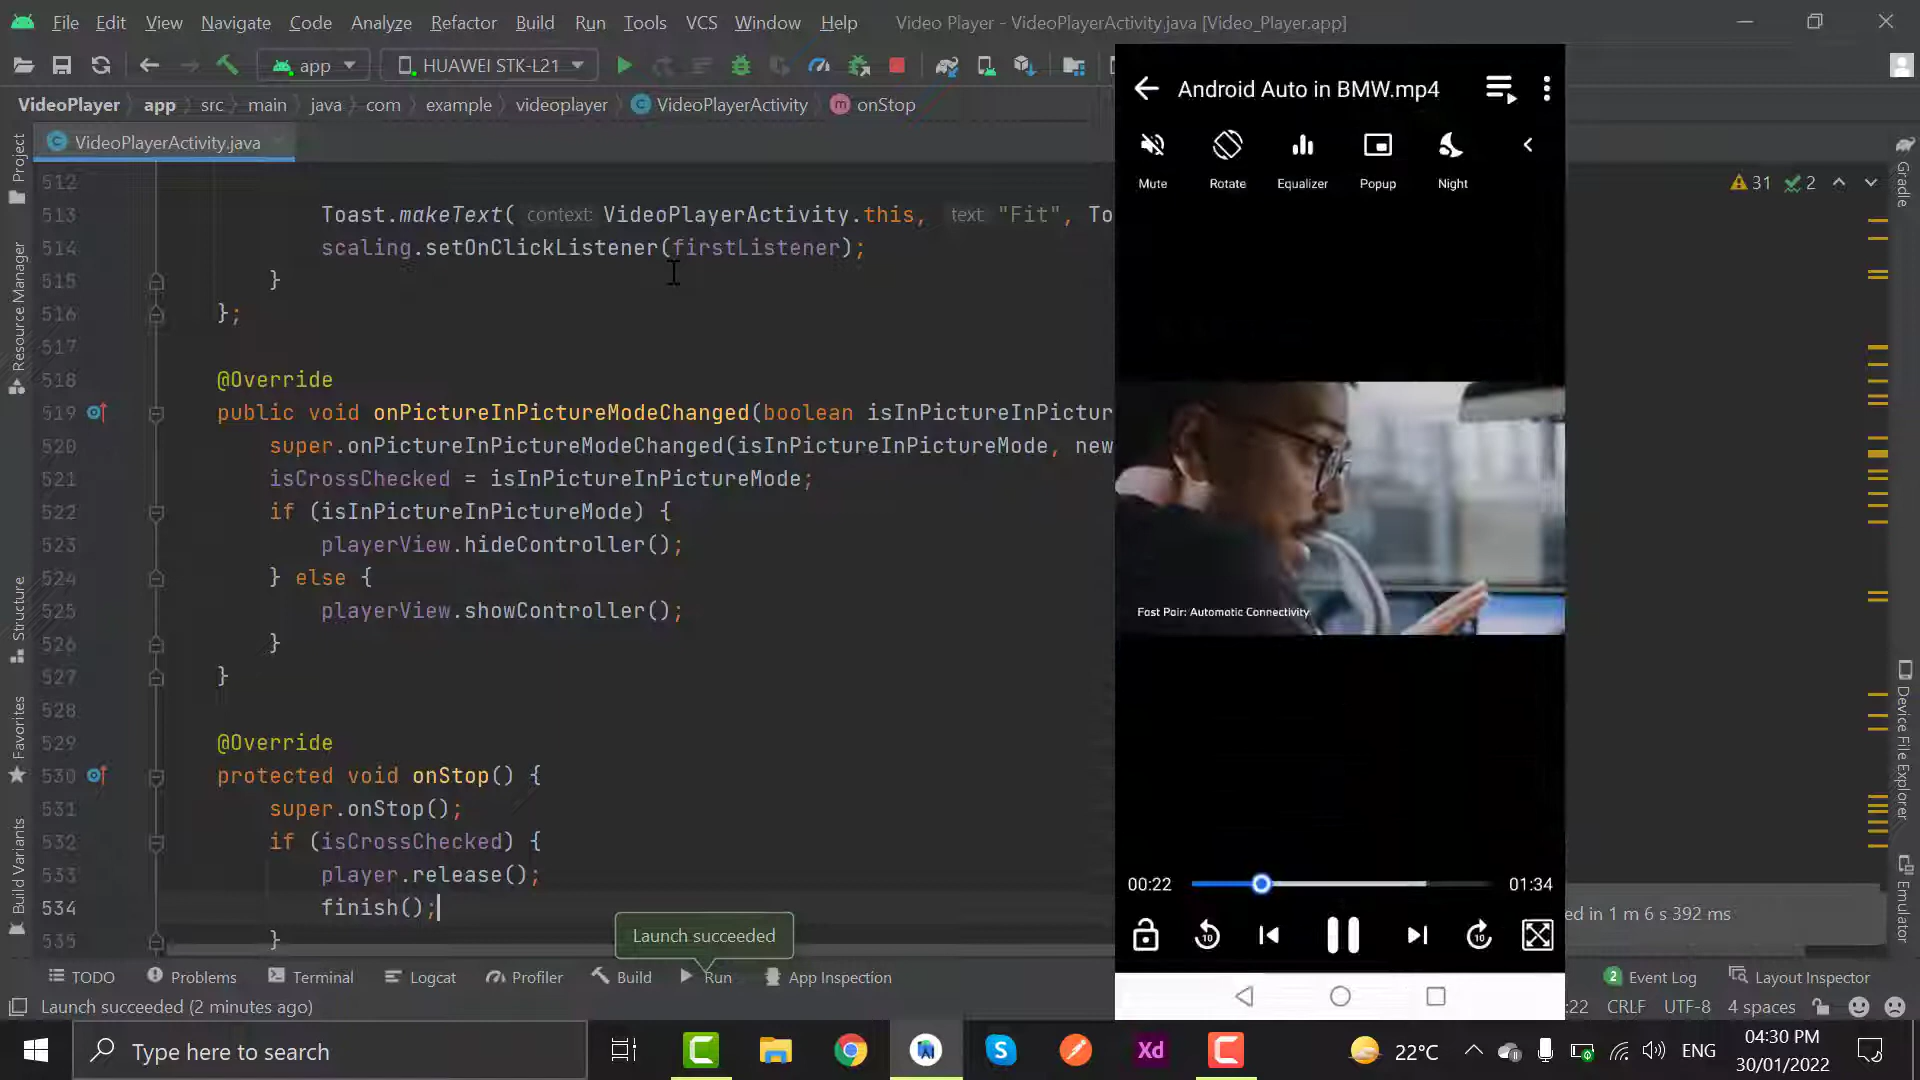 File Edit View Navigate Code Analyze Refactor Build Run Tools VCS Window Help Video Player - VideoPlayerActivity.java [Video_Player.app]
app HUAWEI STK-L21
VideoPlayer app src main java com example videoplayer VideoPlayerActivity onStop
VideoPlayerActivity.java
31 2
512
513 Toast.makeText( context: VideoPlayerActivity.this, text: "Fit", To
514 scaling.setOnClickListener(firstListener);
515 }
516 };
517
518 @Override
519 public void onPictureInPictureModeChanged(boolean isInPictureInPictur
520 super.onPictureInPictureModeChanged(isInPictureInPictureMode, new
521 isCrossChecked = isInPictureInPictureMode;
522 if (isInPictureInPictureMode) {
523 playerView.hideController();
524 } else {
525 playerView.showController();
526 }
527 }
528
529 @Override
530 protected void onStop() {
531 super.onStop();
532 if (isCrossChecked) {
533 player.release();
534 finish();
535 }
Project
Resource Manager
Structure
Favorites
Build Variants
Android Auto in BMW.mp4
Mute Rotate Equalizer Popup Night
Fast Pair: Automatic Connectivity
00:22 01:34
10 10
Gradle
Device File Explorer
Emulator
Launch succeeded
ed in 1 m 6 s 392 ms
TODO Problems Terminal Logcat Profiler Build Run App Inspection 2 Event Log Layout Inspector
Launch succeeded (2 minutes ago) :22 CRLF UTF-8 4 spaces
Type here to search
Xd
22°C ENG
04:30 PM
30/01/2022